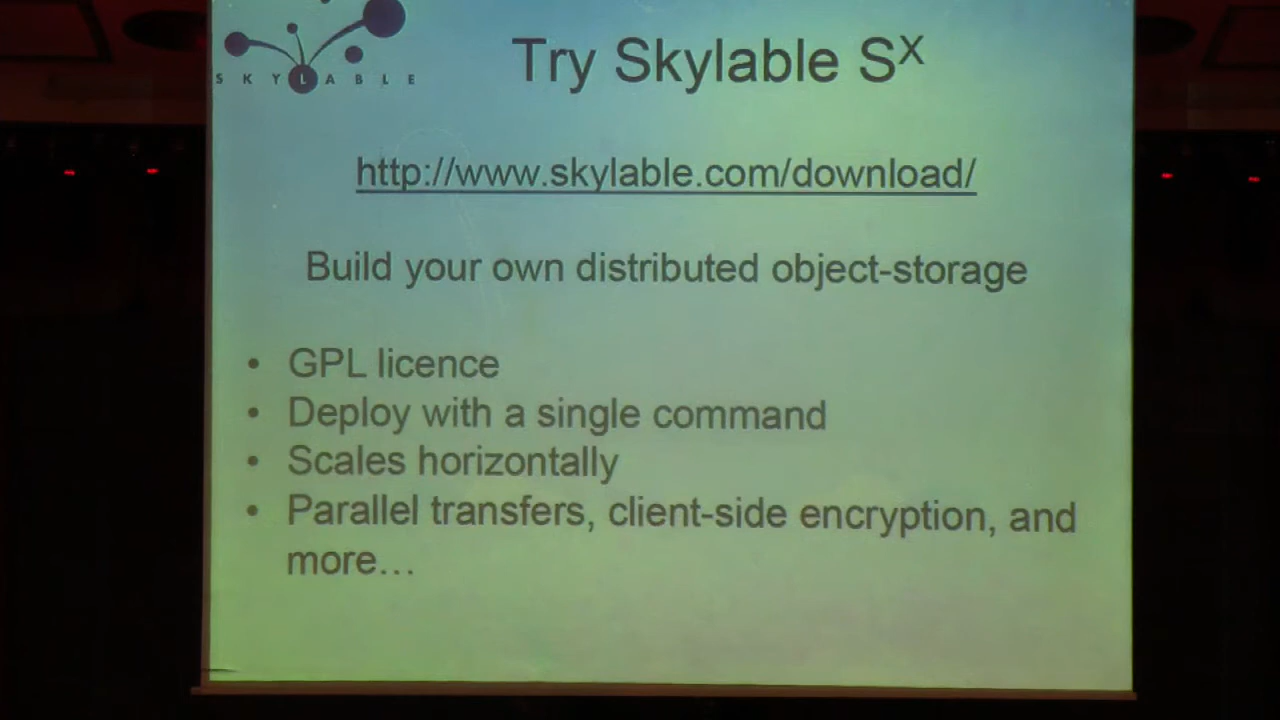 SKYLABLE
Try Skylable Sˣ
http://www.skylable.com/download/
Build your own distributed object-storage
• GPL licence
• Deploy with a single command
• Scales horizontally
• Parallel transfers, client-side encryption, and
more…